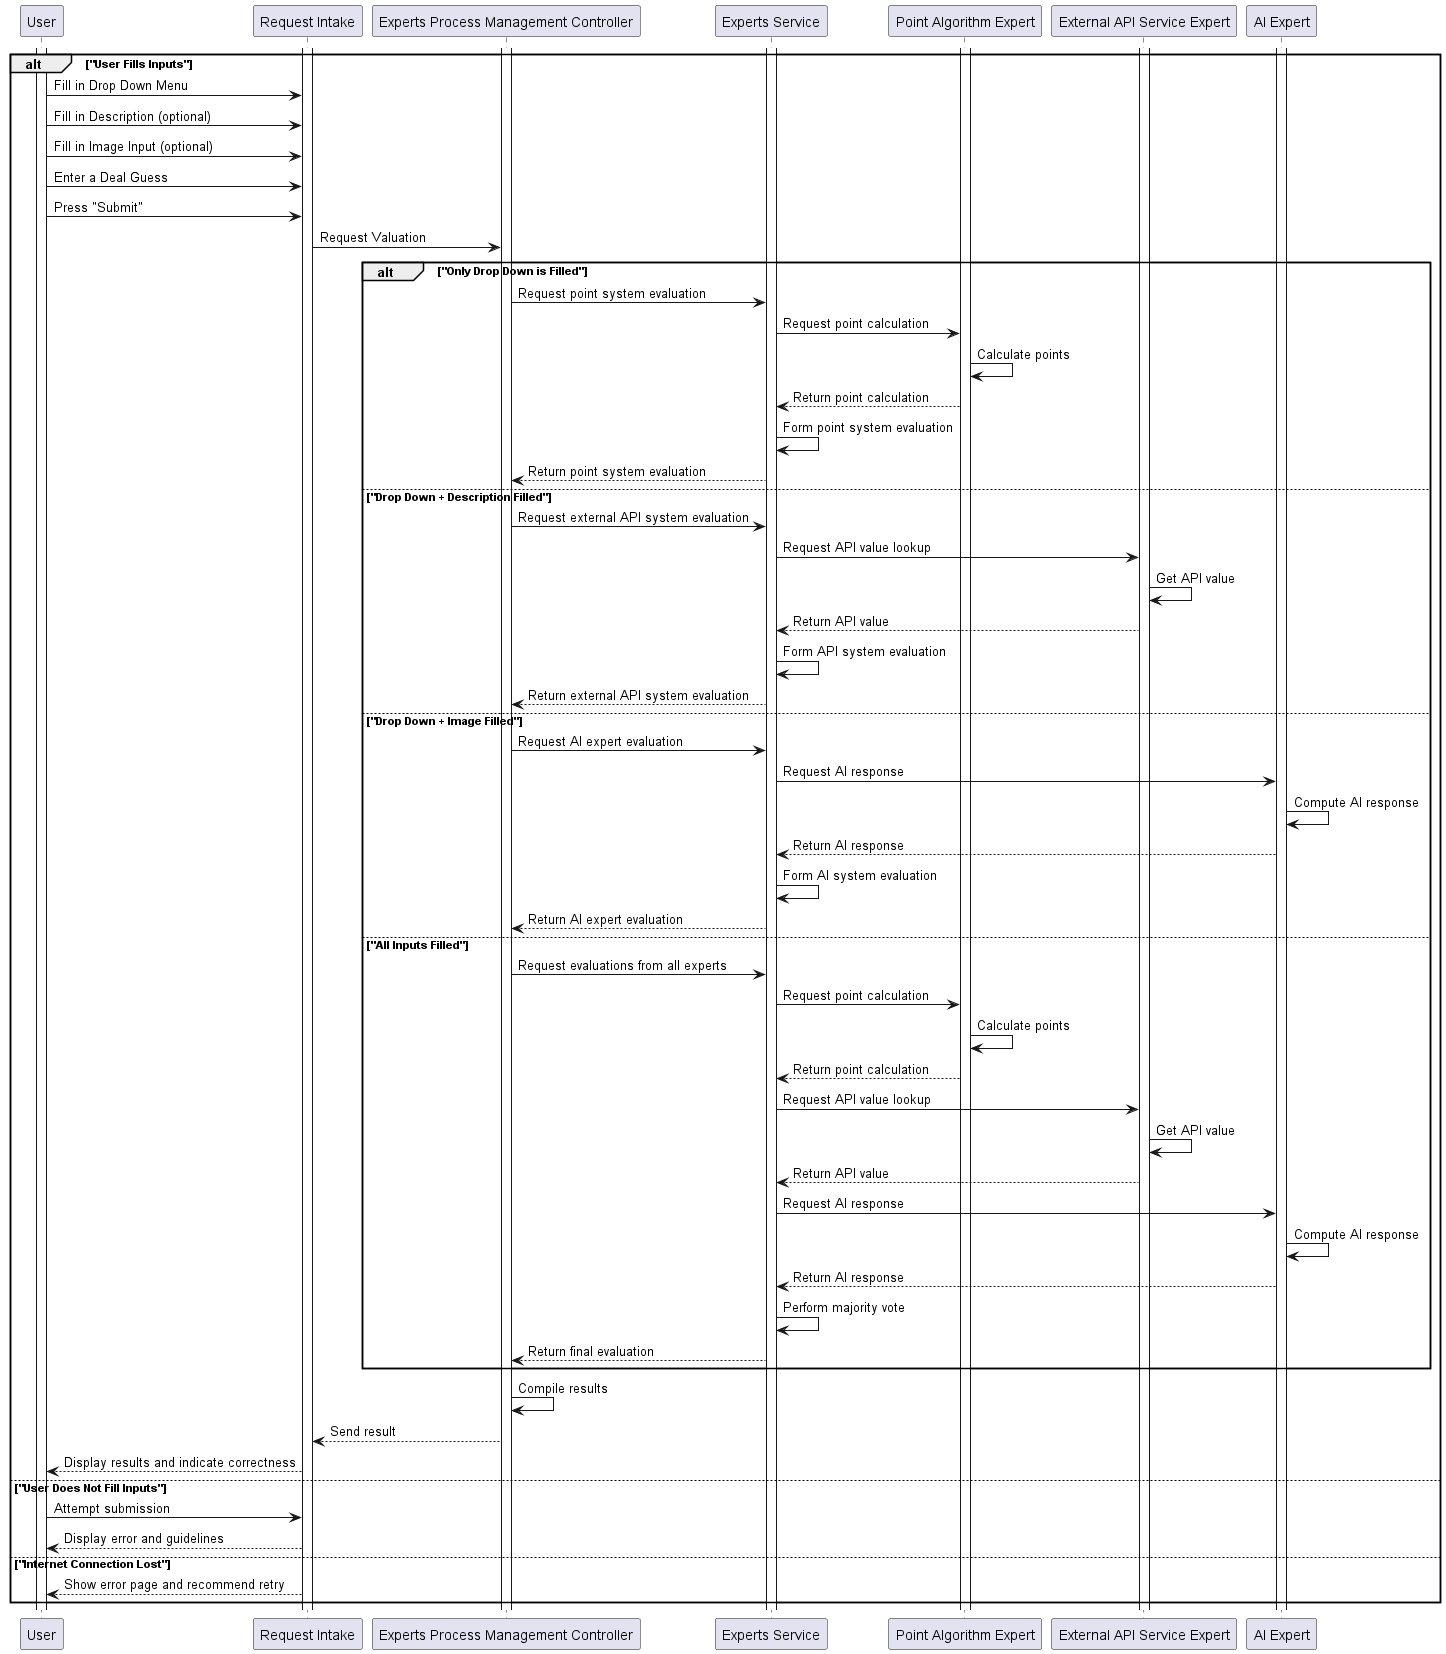 User
Request Intake
Experts Process Management Controller
Experts Service
Point Algorithm Expert
External API Service Expert
AI Expert
alt
["User Fills Inputs"]
Fill in Drop Down Menu
Fill in Description (optional)
Fill in Image Input (optional)
Enter a Deal Guess
Press "Submit"
Request Valuation
alt
["Only Drop Down is Filled"]
Request point system evaluation
Request point calculation
Calculate points
Return point calculation
Form point system evaluation
Return point system evaluation
["Drop Down + Description Filled"]
Request external API system evaluation
Request API value lookup
Get API value
Return API value
Form API system evaluation
Return external API system evaluation
["Drop Down + Image Filled"]
Request AI expert evaluation
Request AI response
Compute AI response
Return AI response
Form AI system evaluation
Return AI expert evaluation
["All Inputs Filled"]
Request evaluations from all experts
Request point calculation
Calculate points
Return point calculation
Request API value lookup
Get API value
Return API value
Request AI response
Compute AI response
Return AI response
Perform majority vote
Return final evaluation
Compile results
Send result
Display results and indicate correctness
["User Does Not Fill Inputs"]
Attempt submission
Display error and guidelines
["Internet Connection Lost"]
Show error page and recommend retry
User
Request Intake
Experts Process Management Controller
Experts Service
Point Algorithm Expert
External API Service Expert
AI Expert